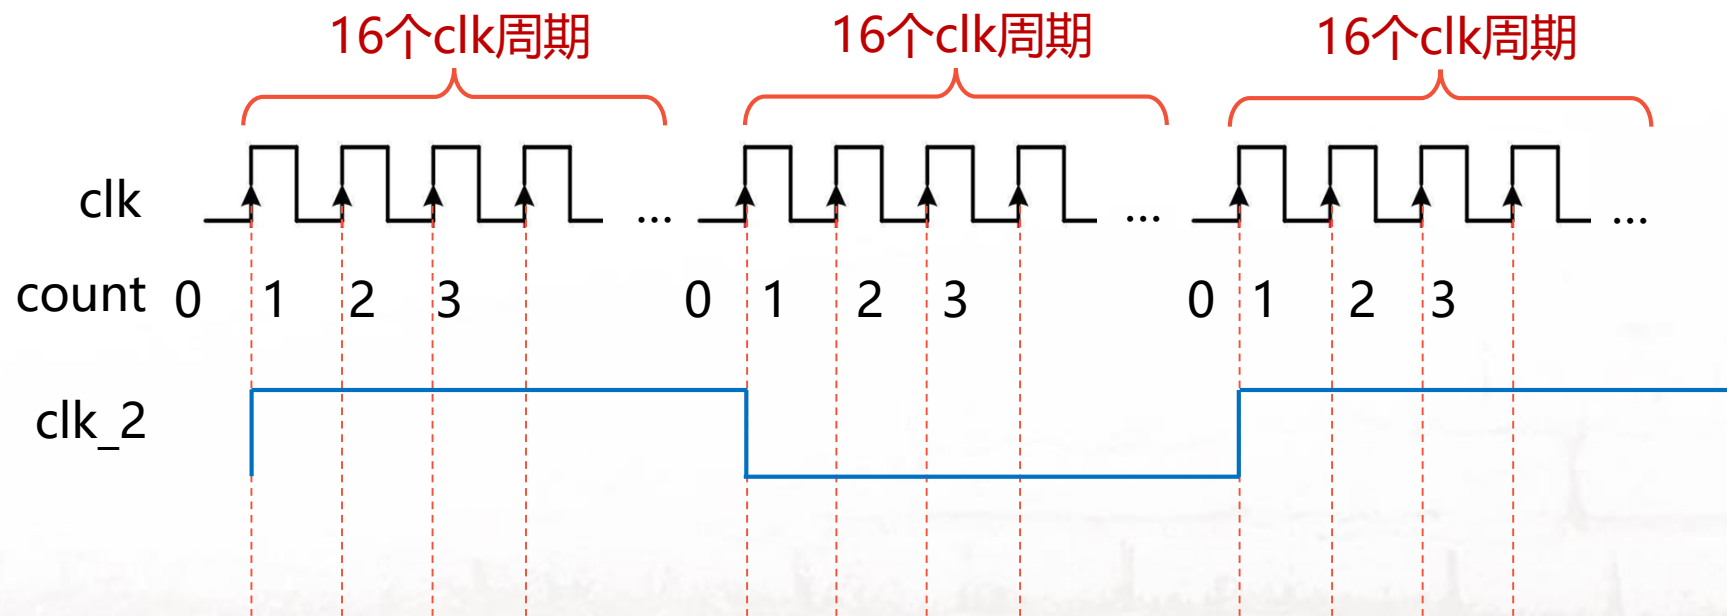 16个clk周期 16个clk周期 16个clk周期
clk ... ... ...
count 0 1 2 3 0 1 2 3 0 1 2 3
clk_2